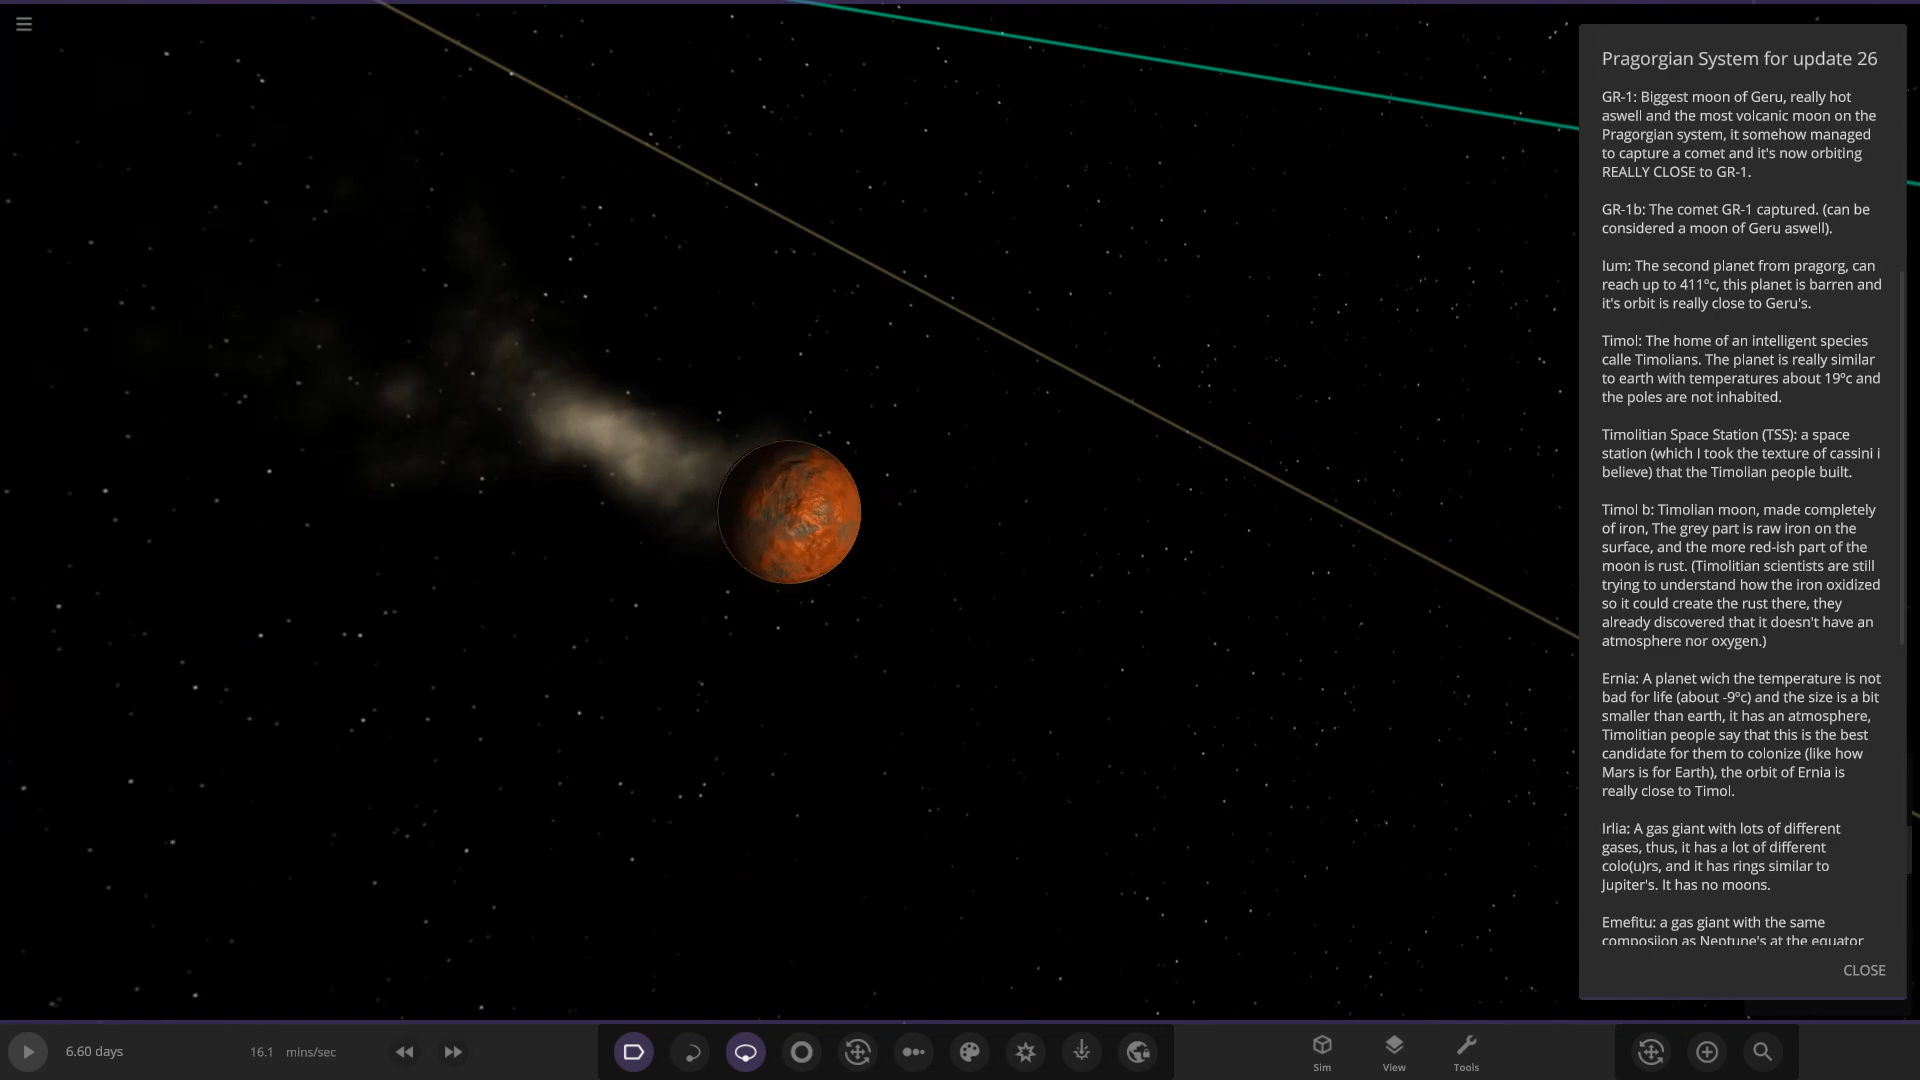 Pragorgian System for update 26
GR-1: Biggest moon of Geru, really hot
aswell and the most volcanic moon on the
Pragorgian system, it somehow managed
to capture a comet and it's now orbiting
REALLY CLOSE to GR-1.
GR-1b: The comet GR-1 captured. (can be
considered a moon of Geru aswell).
Ium: The second planet from pragorg, can
reach up to 411ºc, this planet is barren and
it's orbit is really close to Geru's.
Timol: The home of an intelligent species
calle Timolians. The planet is really similar
to earth with temperatures about 19ºc and
the poles are not inhabited.
Timolitian Space Station (TSS): a space
station (which I took the texture of cassini i
believe) that the Timolian people built.
Timol b: Timolian moon, made completely
of iron, The grey part is raw iron on the
surface, and the more red-ish part of the
moon is rust. (Timolitian scientists are still
trying to understand how the iron oxidized
so it could create the rust there, they
already discovered that it doesn't have an
atmosphere nor oxygen.)
Ernia: A planet wich the temperature is not
bad for life (about -9ºc) and the size is a bit
smaller than earth, it has an atmosphere,
Timolitian people say that this is the best
candidate for them to colonize (like how
Mars is for Earth), the orbit of Ernia is
really close to Timol.
Irlia: A gas giant with lots of different
gases, thus, it has a lot of different
colo(u)rs, and it has rings similar to
Jupiter's. It has no moons.
Emefitu: a gas giant with the same
composiion as Neptune's at the equator
CLOSE
6.60 days
16.1 mins/sec
Sim
View
Tools